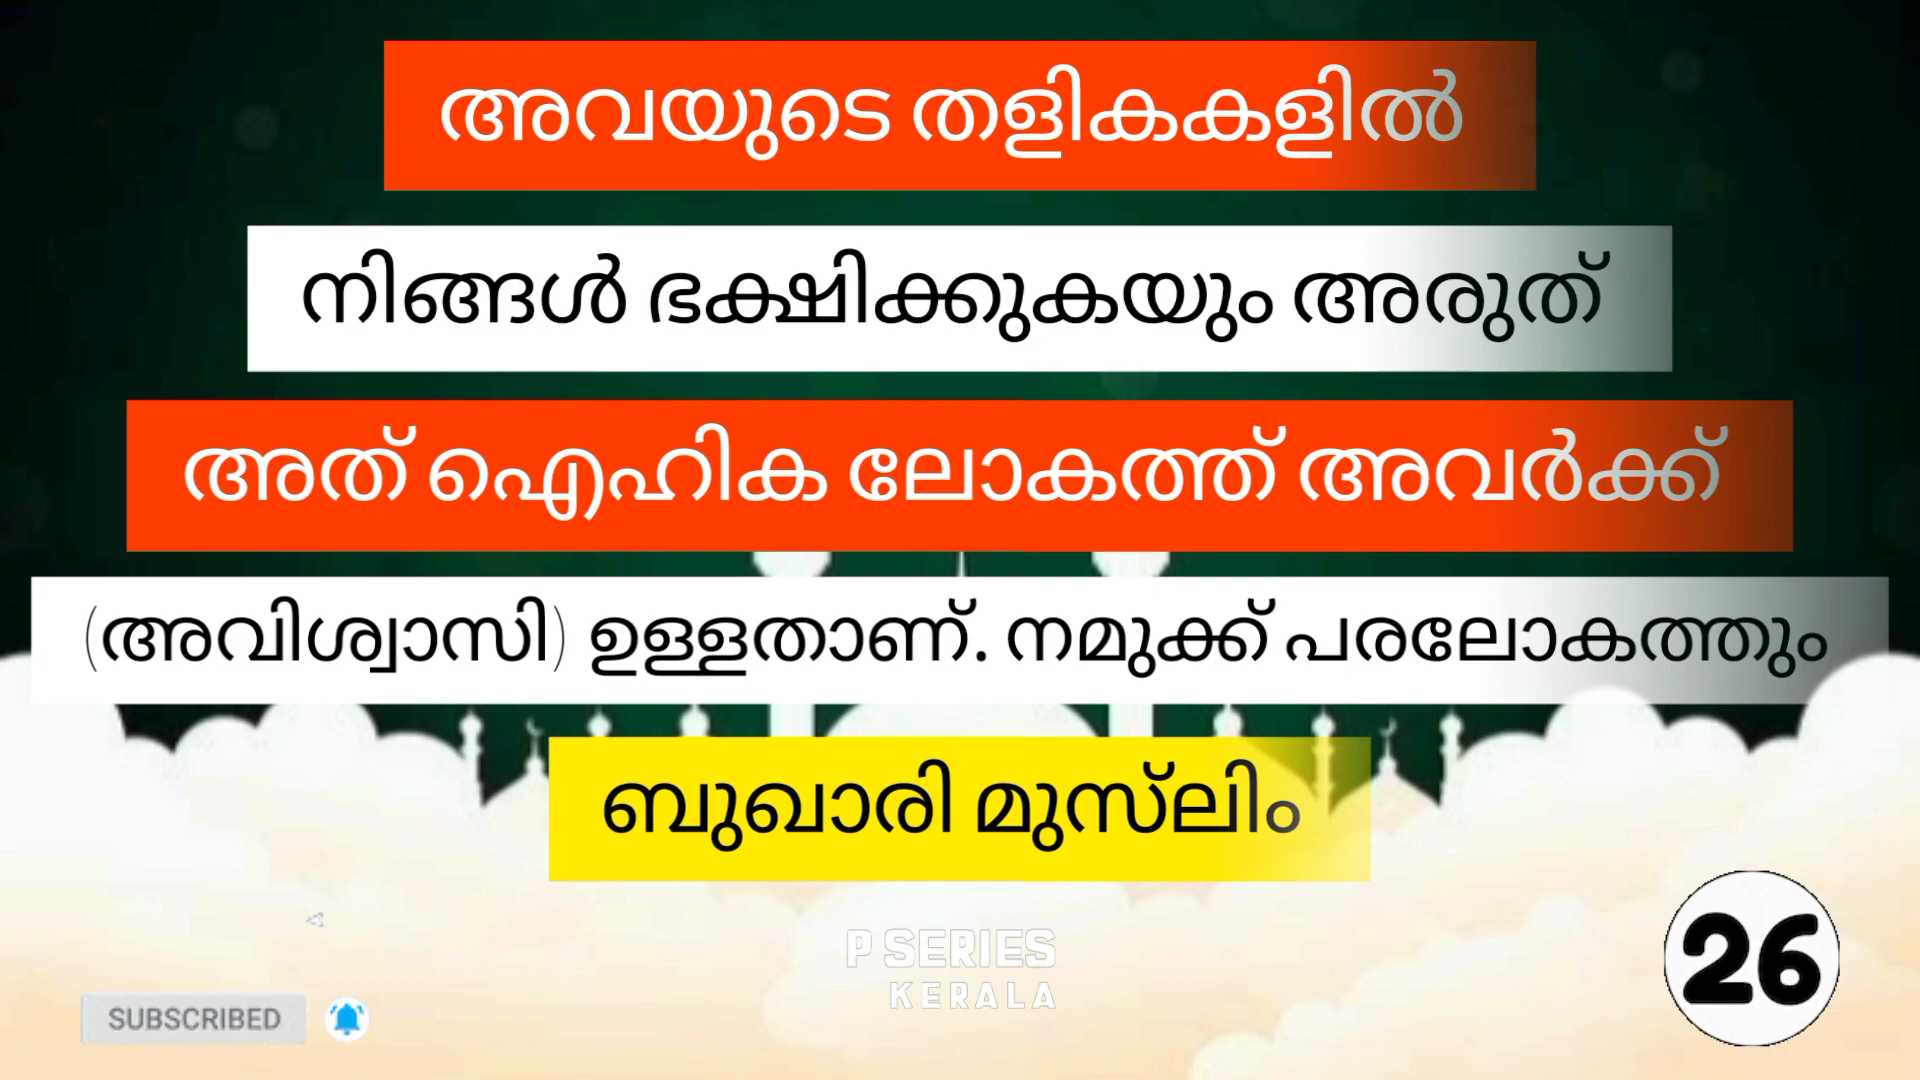 അവയുടെ തളികകളിൽ
നിങ്ങൾ ഭക്ഷിക്കുകയും അരുത്
അത് ഐഹിക ലോകത്ത് അവർക്ക്
(അവിശ്വാസി) ഉള്ളതാണ്. നമുക്ക് പരലോകത്തും
ബുഖാരി മുസ്‌ലിം
P SERIES
KERALA
26
SUBSCRIBED